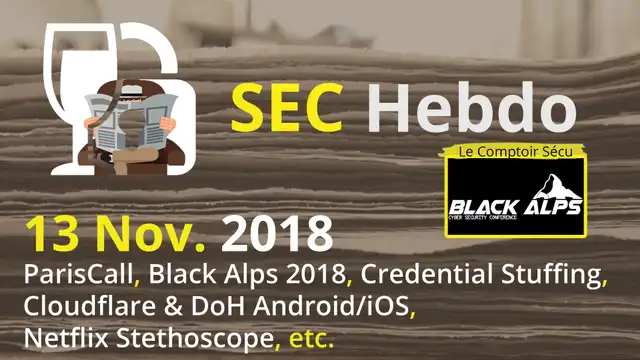 SEC Hebdo
Le Comptoir Sécu
BLACK ALPS
CYBER SECURITY CONFERENCE
13 Nov. 2018
ParisCall, Black Alps 2018, Credential Stuffing,
Cloudflare & DoH Android/iOS,
Netflix Stethoscope, etc.